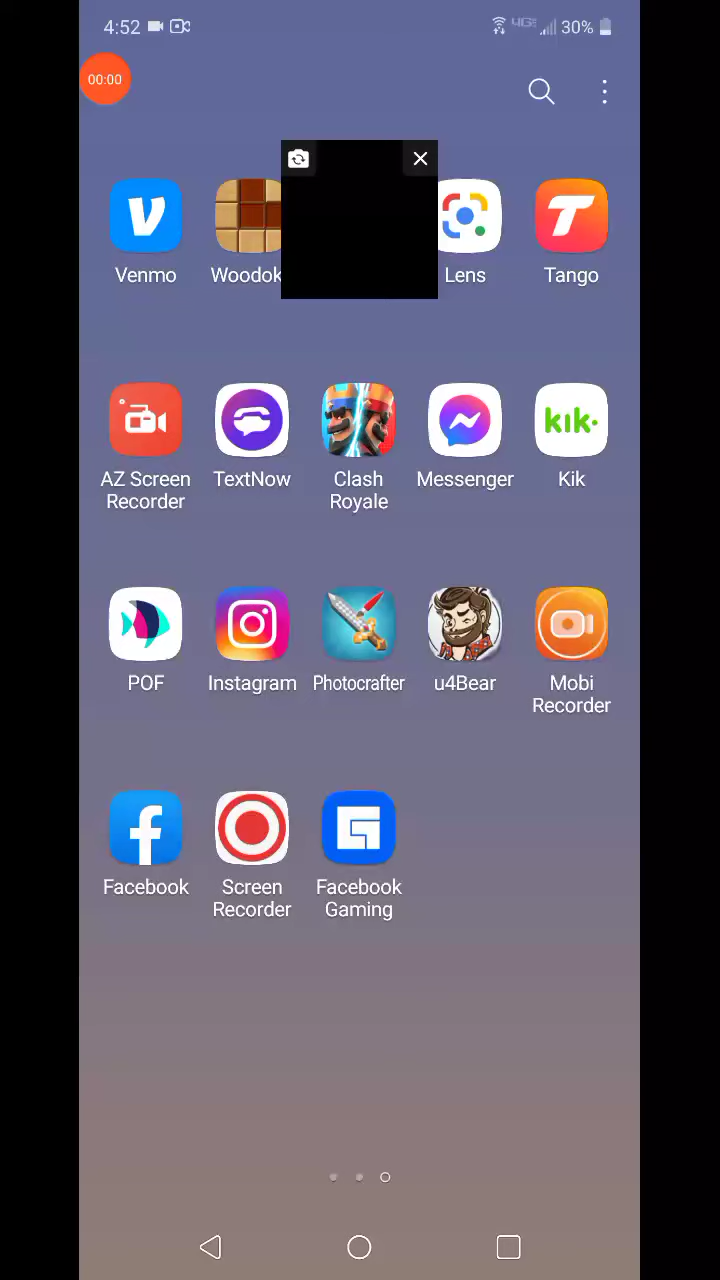 4:52
4G 30%
00:00
Venmo Woodok Lens Tango
kik
AZ Screen TextNow Clash Messenger Kik
Recorder Royale
POF Instagram Photocrafter u4Bear Mobi
Recorder
Facebook Screen Facebook
Recorder Gaming